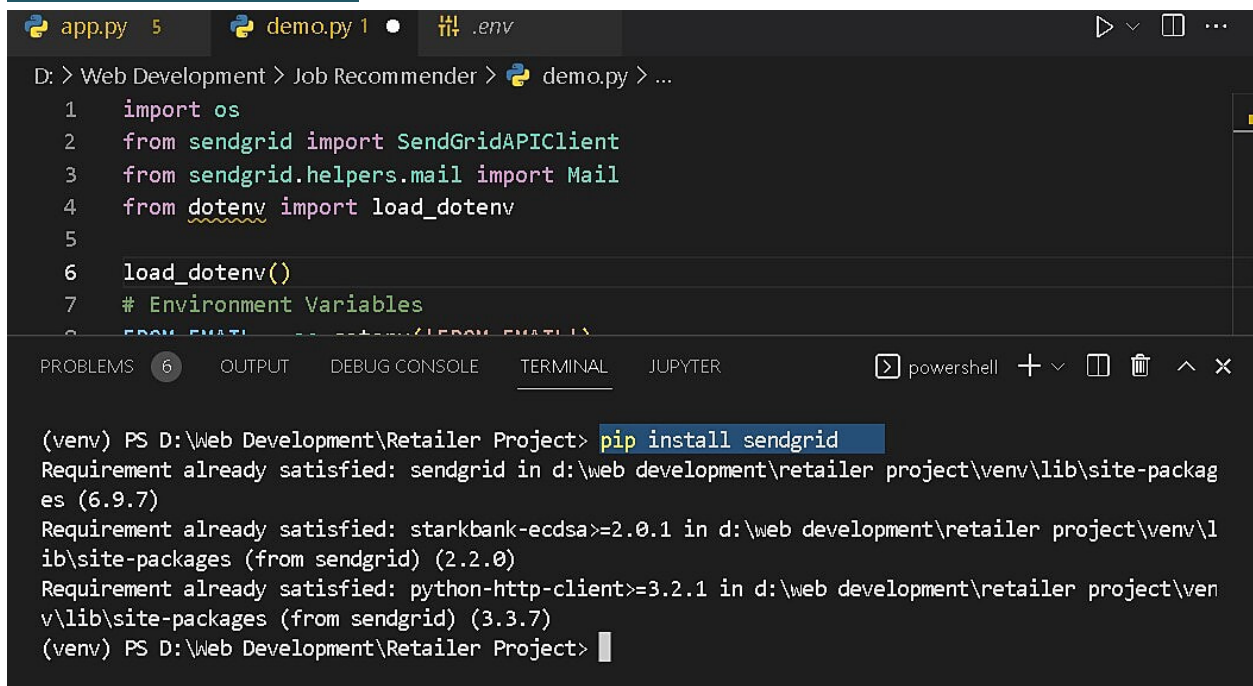 app.py 5 demo.py 1 .env
D: > Web Development > Job Recommender > demo.py > ...
1 import os
2 from sendgrid import SendGridAPIClient
3 from sendgrid.helpers.mail import Mail
4 from dotenv import load_dotenv
5
6 load_dotenv()
7 # Environment Variables
PROBLEMS 6 OUTPUT DEBUG CONSOLE TERMINAL JUPYTER powershell
(venv) PS D:\Web Development\Retailer Project> pip install sendgrid
Requirement already satisfied: sendgrid in d:\web development\retailer project\venv\lib\site-packag
es (6.9.7)
Requirement already satisfied: starkbank-ecdsa>=2.0.1 in d:\web development\retailer project\venv\l
ib\site-packages (from sendgrid) (2.2.0)
Requirement already satisfied: python-http-client>=3.2.1 in d:\web development\retailer project\ven
v\lib\site-packages (from sendgrid) (3.3.7)
(venv) PS D:\Web Development\Retailer Project>